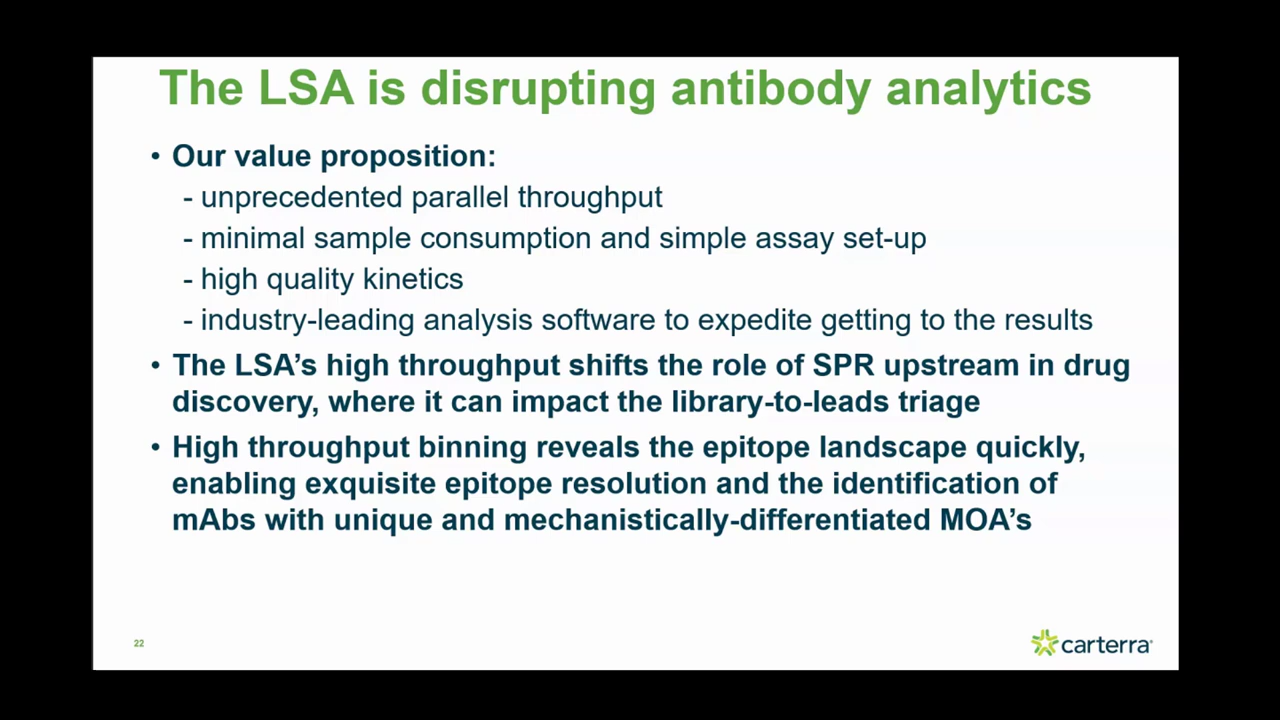 The LSA is disrupting antibody analytics
• Our value proposition:
- unprecedented parallel throughput
- minimal sample consumption and simple assay set-up
- high quality kinetics
- industry-leading analysis software to expedite getting to the results
• The LSA’s high throughput shifts the role of SPR upstream in drug
discovery, where it can impact the library-to-leads triage
• High throughput binning reveals the epitope landscape quickly,
enabling exquisite epitope resolution and the identification of
mAbs with unique and mechanistically-differentiated MOA’s
22
carterra®